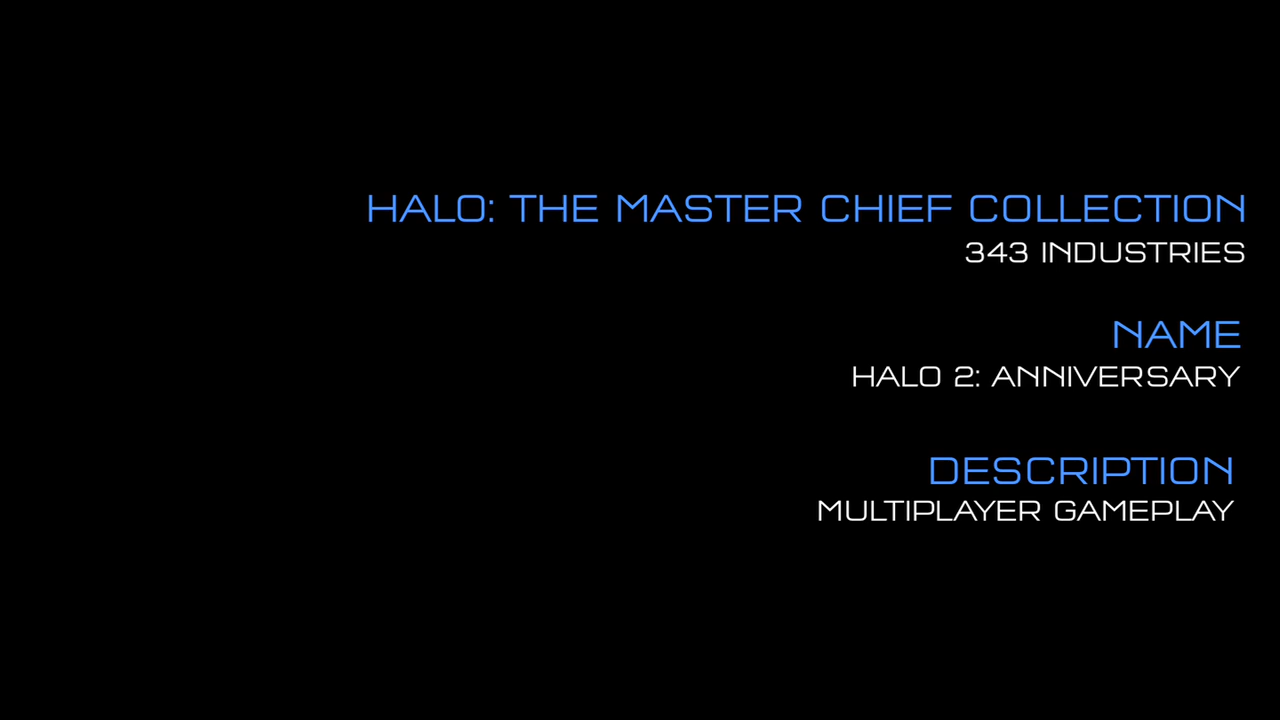 HALO: THE MASTER CHIEF COLLECTION
343 INDUSTRIES
NAME
HALO 2: ANNIVERSARY
DESCRIPTION
MULTIPLAYER GAMEPLAY